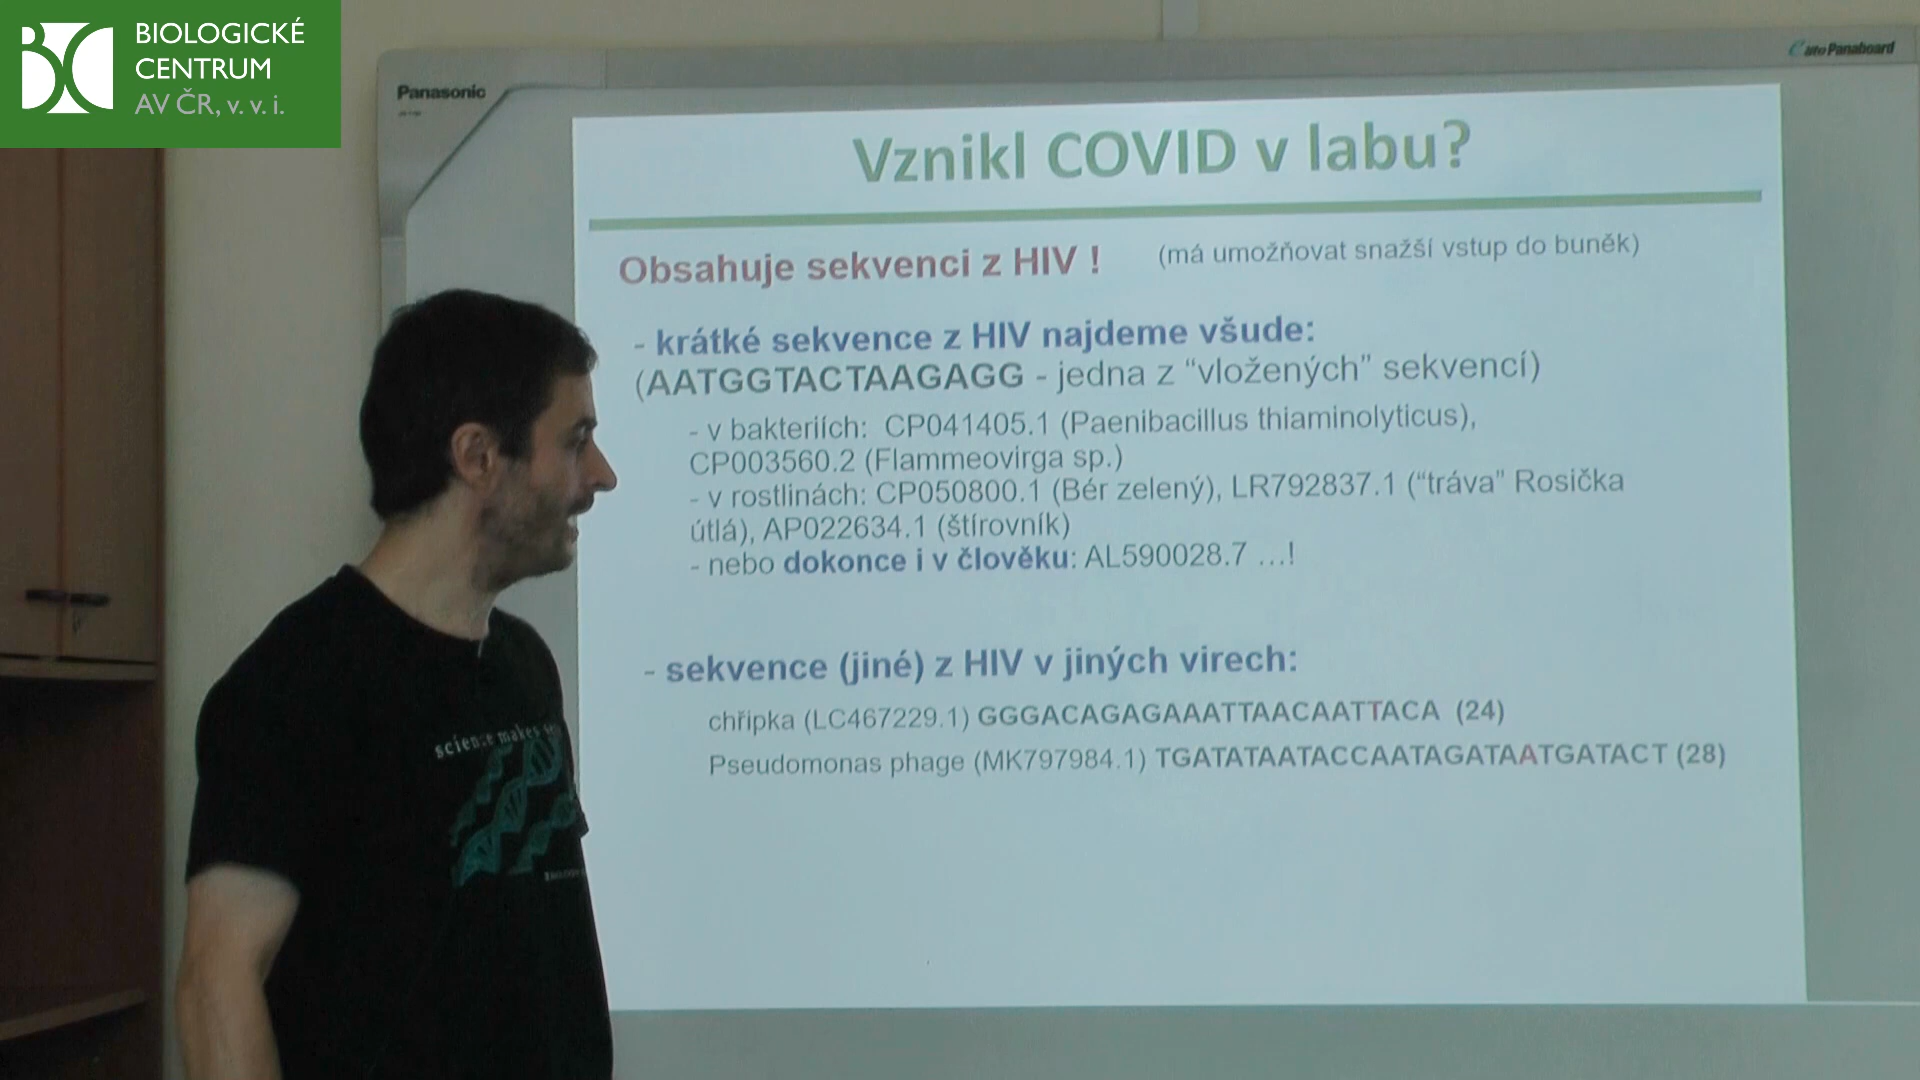 BIOLOGICKÉ
CENTRUM
AV ČR, v. v. i.
Panasonic
Panaboard
Vznikl COVID v labu?
Obsahuje sekvenci z HIV ! (má umožňovat snažší vstup do buněk)
- krátké sekvence z HIV najdeme všude:
(AATGGTACTAAGAGG - jedna z “vložených” sekvencí)
- v bakteriích: CP041405.1 (Paenibacillus thiaminolyticus),
CP003560.2 (Flammeovirga sp.)
- v rostlinách: CP050800.1 (Bér zelený), LR792837.1 (“tráva” Rosička
útlá), AP022634.1 (štírovník)
- nebo dokonce i v člověku: AL590028.7 ...!
- sekvence (jiné) z HIV v jiných virech:
chřipka (LC467229.1) GGGACAGAGAAATTAACAATTACA (24)
Pseudomonas phage (MK797984.1) TGATATAATACCAATAGATAATGATACT (28)
science makes